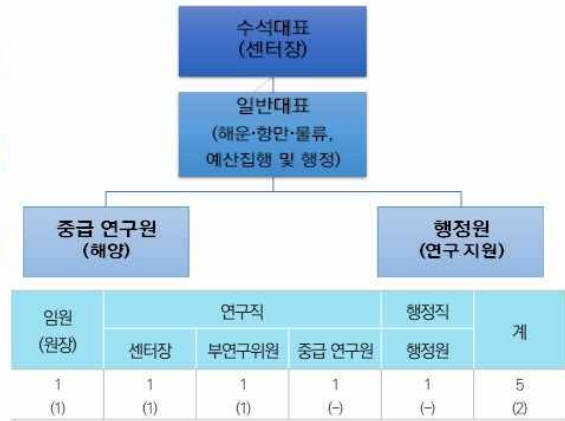 수석대표
(센터장)
일반대표
(해운·항만·물류,
예산집행 및 행정)
중급 연구원
(해양)
행정원
(연구 지원)
임원
(원장)
연구직
행정직
계
센터장 부연구위원 중급 연구원 행정원
1 1 1 1 1 5
(1) (1) (1) (-) (-) (2)